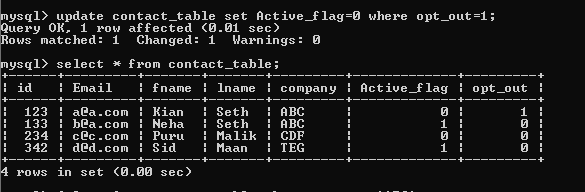 mysql> update contact_table set Active_flag=0 where opt_out=1;
Query OK, 1 row affected (0.01 sec)
Rows matched: 1  Changed: 1  Warnings: 0
mysql> select * from contact_table;
+------+---------+-------+-------+---------+-------------+---------+
| id   | Email   | fname | lname | company | Active_flag | opt_out |
+------+---------+-------+-------+---------+-------------+---------+
|  123 | a@a.com | Kian  | Seth  | ABC     |           0 |       1 |
|  133 | b@a.com | Neha  | Seth  | ABC     |           1 |       0 |
|  234 | c@c.com | Puru  | Malik | CDF     |           0 |       0 |
|  342 | d@d.com | Sid   | Maan  | TEG     |           1 |       0 |
+------+---------+-------+-------+---------+-------------+---------+
4 rows in set (0.00 sec)